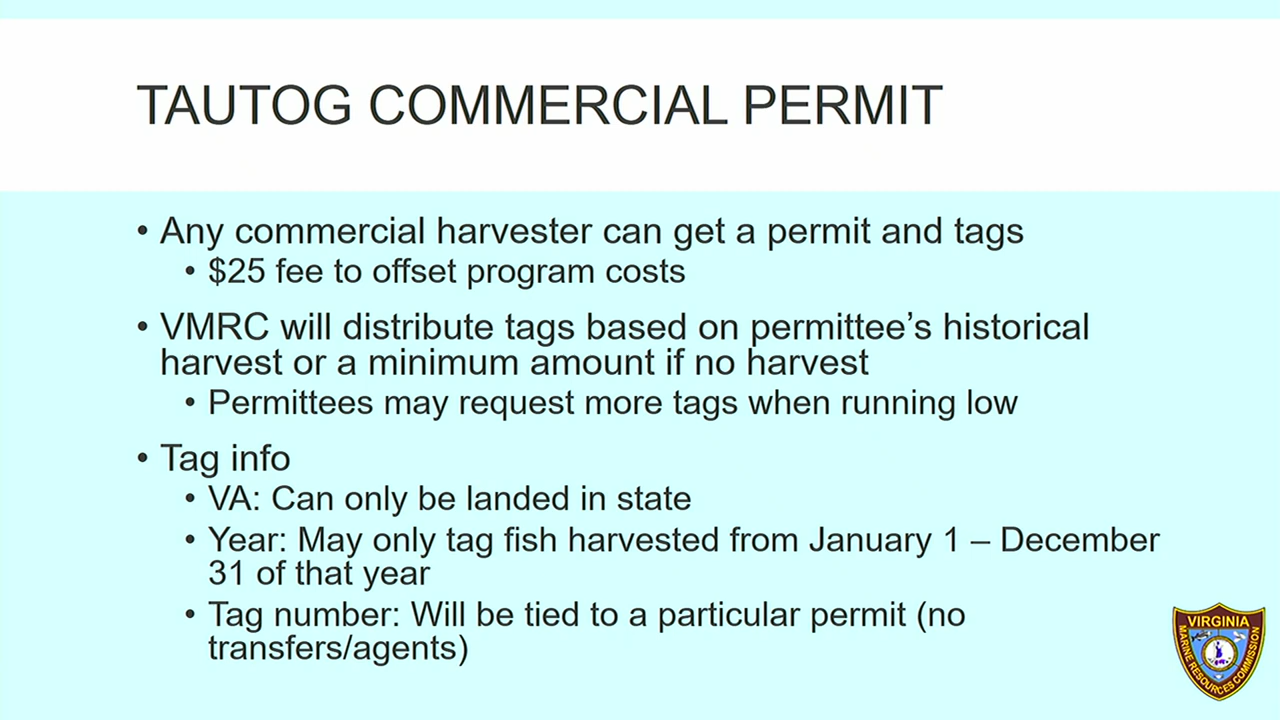 TAUTOG COMMERCIAL PERMIT
• Any commercial harvester can get a permit and tags
• $25 fee to offset program costs
• VMRC will distribute tags based on permittee’s historical
harvest or a minimum amount if no harvest
• Permittees may request more tags when running low
• Tag info
• VA: Can only be landed in state
• Year: May only tag fish harvested from January 1 – December
31 of that year
• Tag number: Will be tied to a particular permit (no
transfers/agents)
VIRGINIA
MARINE RESOURCES COMMISSION